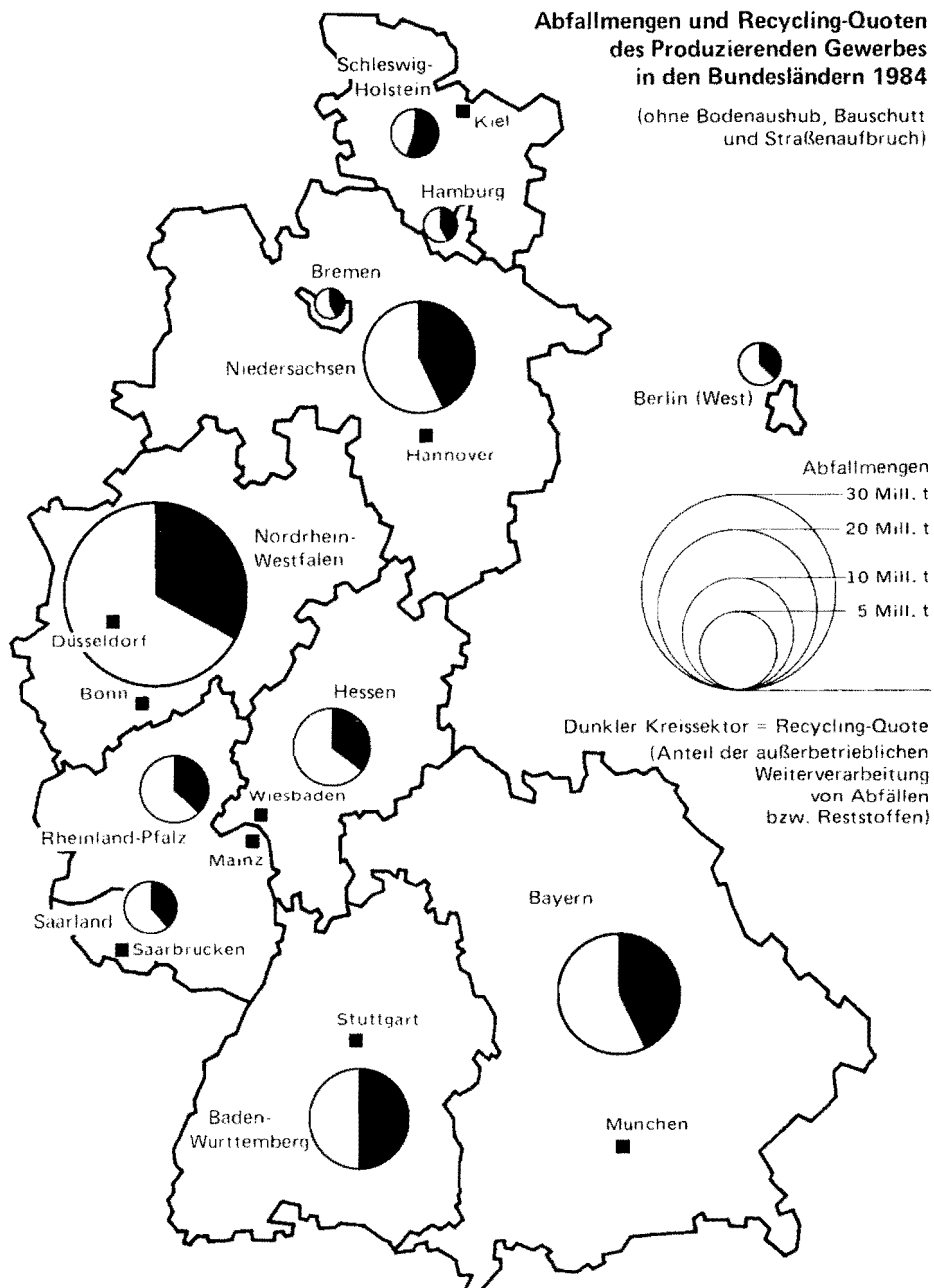 Abfallmengen und Recycling-Quoten
des Produzierenden Gewerbes
in den Bundesländern 1984
(ohne Bodenaushub, Bauschutt
und Straßenaufbruch)
Schleswig-
Holstein
Kiel
Hamburg
Bremen
Niedersachsen
Hannover
Berlin (West)
Abfallmengen
30 Mill. t
20 Mill. t
10 Mill. t
5 Mill. t
Nordrhein-
Westfalen
Düsseldorf
Bonn
Hessen
Dunkler Kreissektor = Recycling-Quote
(Anteil der außerbetrieblichen
Weiterverarbeitung
von Abfällen
bzw. Reststoffen)
Wiesbaden
Rheinland-Pfalz
Mainz
Saarland
Saarbrucken
Bayern
Stuttgart
Baden-
Wurttemberg
Munchen